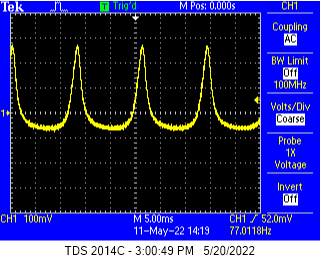 Tek T Trig'd M Pos: 0.000s CH1
Coupling
AC
BW Limit
Off
100MHz
Volts/Div
Coarse
Probe
1X
Voltage
Invert
Off
1
CH1 100mV M 5.00ms CH1 52.0mV
11-May-22 14:19 77.0118Hz
TDS 2014C - 3:00:49 PM 5/20/2022